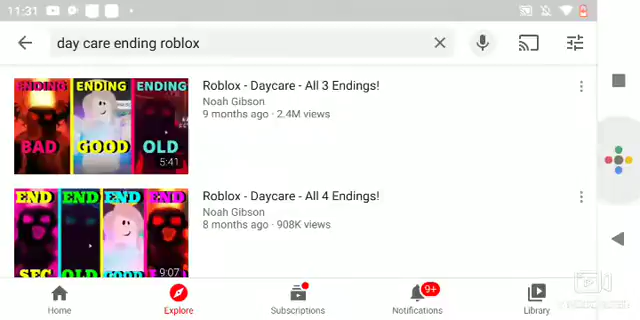 11:31
day care ending roblox
ENDING ENDING ENDING
BAD GOOD OLD
5:41
Roblox - Daycare - All 3 Endings!
Noah Gibson
9 months ago · 2.4M views
END END END END
SEC OLD GOOD
9:07
Roblox - Daycare - All 4 Endings!
Noah Gibson
8 months ago · 908K views
9+
Home Explore Subscriptions Notifications Library